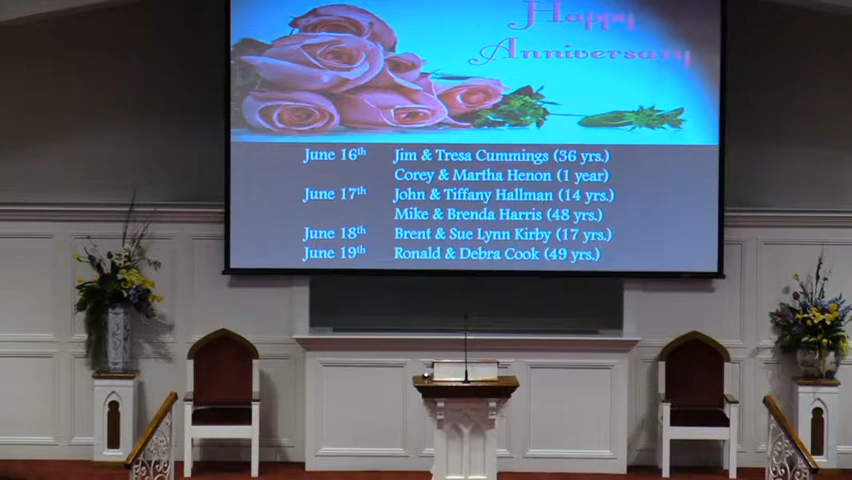 Happy
Anniversary
June 16th Jim & Tresa Cummings (36 yrs.)
Corey & Martha Henon (1 year)
June 17th John & Tiffany Hallman (14 yrs.)
Mike & Brenda Harris (48 yrs.)
June 18th Brent & Sue Lynn Kirby (17 yrs.)
June 19th Ronald & Debra Cook (49 yrs.)